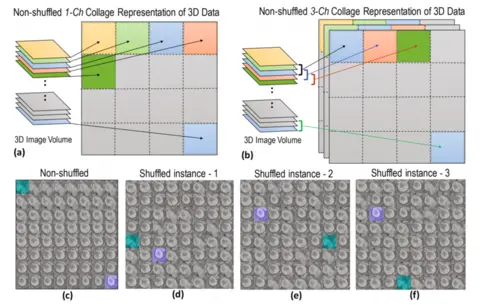 Non-shuffled 1-Ch Collage Representation of 3D Data
3D Image Volume
(a)
Non-shuffled 3-Ch Collage Representation of 3D Data
3D Image Volume
(b)
Non-shuffled
(c)
Shuffled instance - 1
(d)
Shuffled instance - 2
(e)
Shuffled instance - 3
(f)